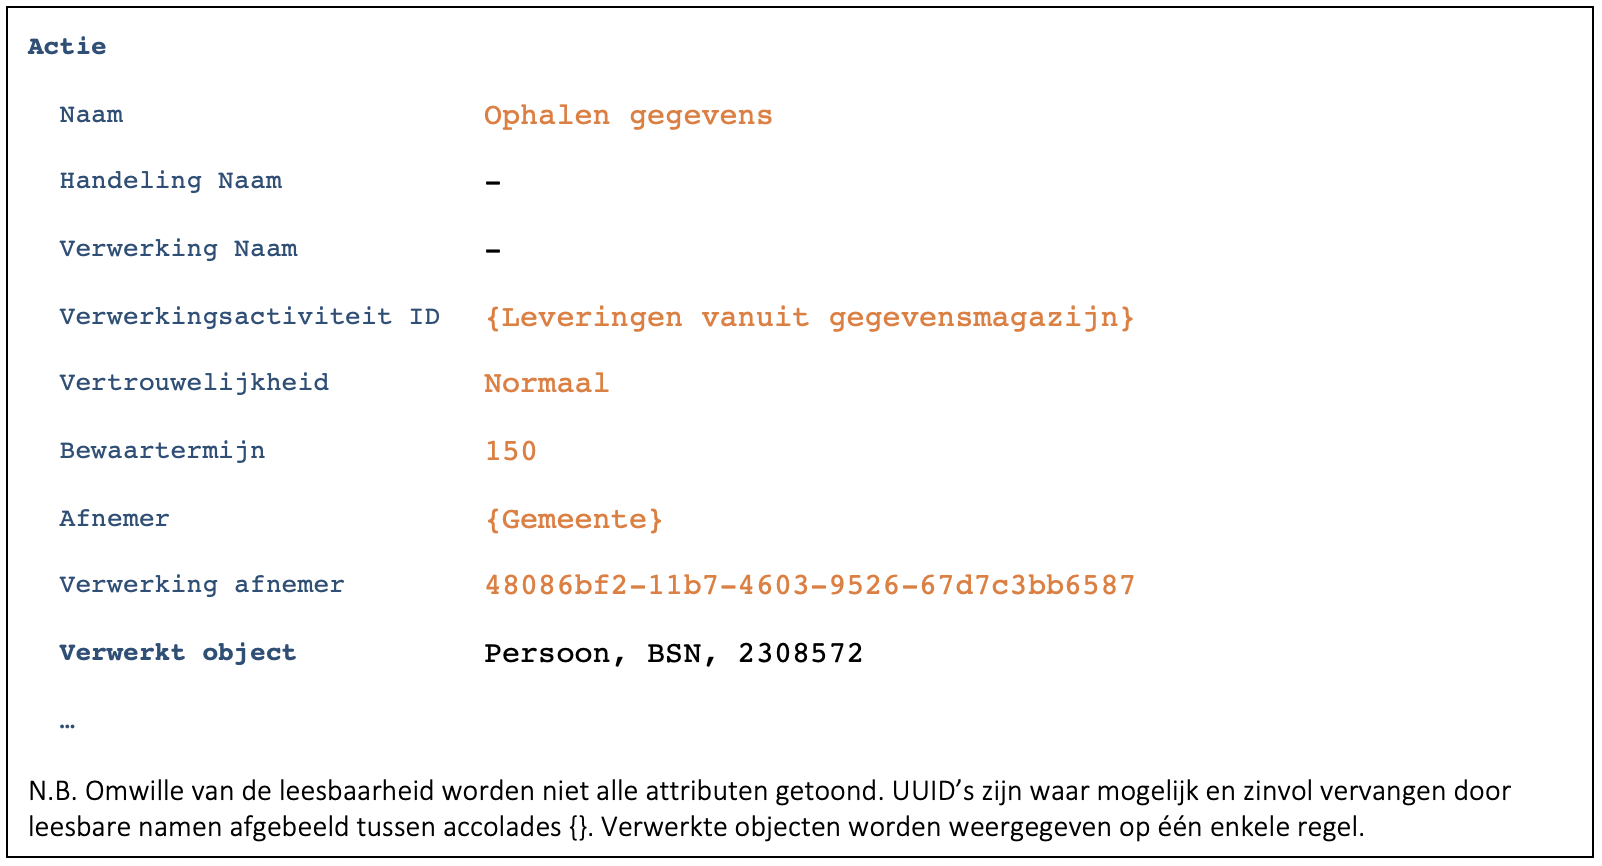 Actie
Naam Ophalen gegevens
Handeling Naam –
Verwerking Naam –
Verwerkingsactiviteit ID {Leveringen vanuit gegevensmagazijn}
Vertrouwelijkheid Normaal
Bewaartermijn 150
Afnemer {Gemeente}
Verwerking afnemer 48086bf2-11b7-4603-9526-67d7c3bb6587
Verwerkt object Persoon, BSN, 2308572
…
N.B. Omwille van de leesbaarheid worden niet alle attributen getoond. UUID’s zijn waar mogelijk en zinvol vervangen door
leesbare namen afgebeeld tussen accolades {}. Verwerkte objecten worden weergegeven op één enkele regel.